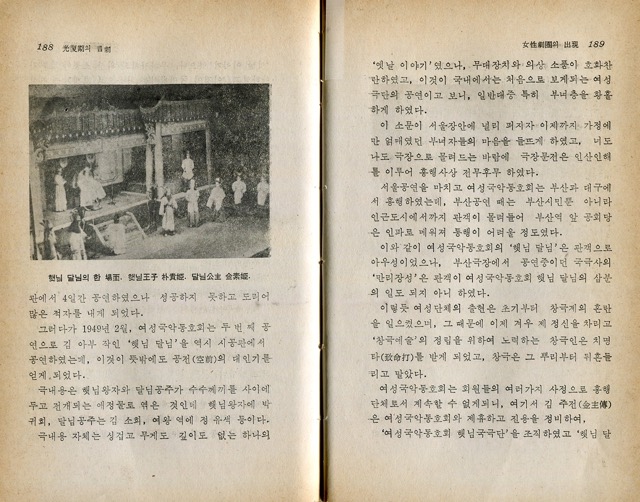 188 光復期의 唱劇
햇님 달님의 한 場面. 햇님王子 朴貴姬. 달님公主 金素姬.
판에서 4일간 공연하였으나 성공하지 못하고 도리어
많은 적자를 내게 되었다.
그러다가 1949년 2월, 여성국악동호회는 두 번째 공
연으로 김 아부 작인 ‘햇님 달님’을 역시 시공관에서
공연하였는데, 이것이 뜻밖에도 공전(空前)의 대인기를
얻게 되었다.
극내용은 햇님왕자와 달님공주가 수수께끼를 사이에
두고 전개되는 애정물로 엮은 것인데 햇님왕자에 박
귀희, 달님공주는 김 소희, 여왕 역에 정 유색 등이다.
극내용 자체는 싱겁고 무게도 깊이도 없는 하나의
女性劇團의 出現 189
‘옛날 이야기’였으나, 무대장치와 의상 소품이 호화찬
란하였고, 이것이 국내에서는 처음으로 보게되는 여성
극단의 공연이고 보니, 일반대중 특히 부녀층을 황홀
하게 하였다.
이 소문이 서울장안에 널리 퍼지자 이제까지 가정에
만 얽매였던 부녀자들의 마음을 들뜨게 하였고, 너도
나도 극장으로 몰려드는 바람에 극장문전은 인산인해
를 이루어 흥행사상 전무후무 하였다.
서울공연을 마치고 여성국악동호회는 부산과 대구에
서 흥행하였는데, 부산공연 때는 부산시민뿐 아니라
인근도시에서까지 관객이 몰려들어 부산역 앞 공회당
은 인파로 메워져 통행이 어려울 정도였다.
이와 같이 여성국악동호회의 ‘햇님 달님’은 관객으로
아우성이었으나, 부산극장에서 공연중이던 국극사의
‘만리장성’은 관객이 여성국악동호회 햇님 달님의 삼분
의 일도 되지 아니 하였다.
이렇듯 여성단체의 출현은 초기부터 창극계의 혼란
을 일으켰으며, 그 때문에 이제 겨우 제 정신을 차리고
‘창극예술’의 정립을 위하여 노력하는 창극인은 치명
타(致命打)를 받게 되었고, 창극은 그 뿌리부터 뒤흔들
리고 말았다.
여성국악동호회는 회원들의 여러가지 사정으로 흥행
단체로서 계속할 수 없게되니, 여기서 김 주전(金主傳)
은 여성국악동호회와 제휴하고 진용을 정비하여,
‘여성국악동호회 햇님국극단’을 조직하였고 ‘햇님 달